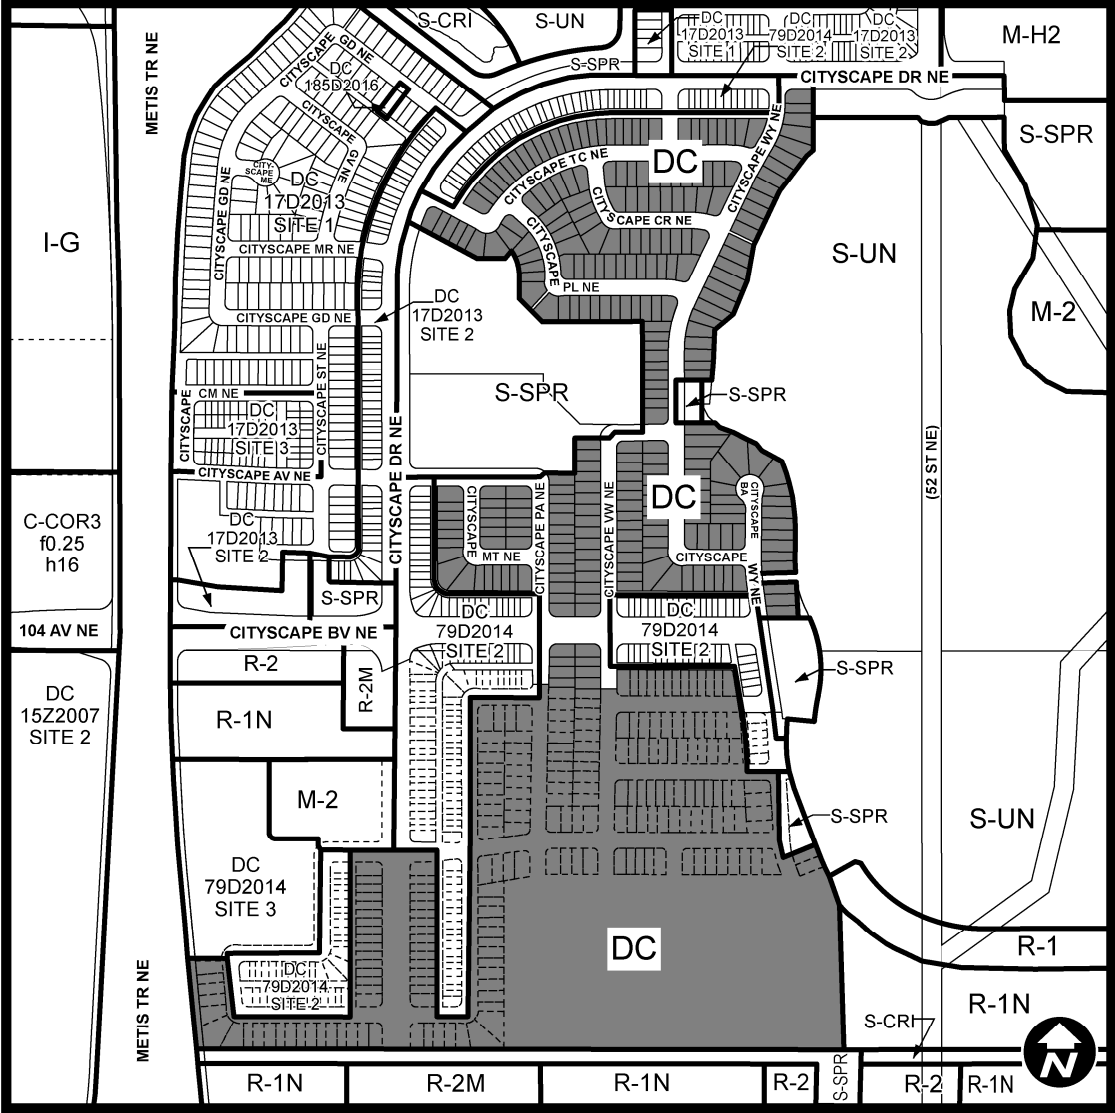 S-CRI
S-UN
DC
17D2013
SITE 1
DC
79D2014
SITE 2
DC
17D2013
SITE 2
M-H2
METIS TR NE
CITYSCAPE GD NE
S-SPR
CITYSCAPE DR NE
DC
185D2016
CITYSCAPE GV NE
CITYSCAPE WY NE
S-SPR
CITY-
SCAPE
ME
DC
17D2013
SITE 1
CITYSCAPE TC NE
DC
CITYSCAPE GD NE
CITYSCAPE CR NE
I-G
CITYSCAPE MR NE
CITYSCAPE
PL NE
S-UN
M-2
CITYSCAPE GD NE
DC
17D2013
SITE 2
CITYSCAPE ST NE
CITYSCAPE
CM NE
S-SPR
S-SPR
DC
17D2013
SITE 3
CITYSCAPE DR NE
CITYSCAPE AV NE
(52 ST NE)
C-COR3
f0.25
h16
DC
17D2013
SITE 2
CITYSCAPE
MT NE
CITYSCAPE PA NE
CITYSCAPE VW NE
DC
CITYSCAPE
BA
CITYSCAPE
WY NE
S-SPR
104 AV NE
CITYSCAPE BV NE
DC
79D2014
SITE 2
DC
79D2014
SITE 2
R-2
R-2M
S-SPR
DC
15Z2007
SITE 2
R-1N
M-2
S-SPR
S-UN
DC
79D2014
SITE 3
DC
R-1
METIS TR NE
DC
79D2014
SITE 2
R-1N
S-CRI
N
R-1N
R-2M
R-1N
R-2
S-SPR
R-2
R-1N